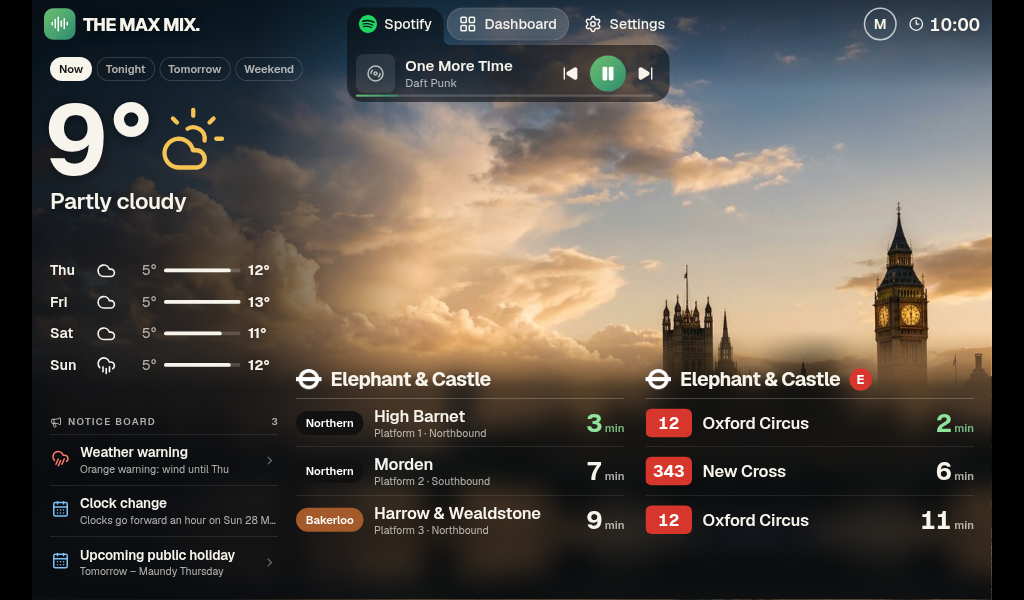 THE MAX MIX.
Spotify
Dashboard
Settings
M
10:00
One More Time
Daft Punk
Now
Tonight
Tomorrow
Weekend
9°
Partly cloudy
Thu 5° 12°
Fri 5° 13°
Sat 5° 11°
Sun 5° 12°
NOTICE BOARD 3
Weather warning
Orange warning: wind until Thu
Clock change
Clocks go forward an hour on Sun 28 M...
Upcoming public holiday
Tomorrow – Maundy Thursday
Elephant & Castle
Northern High Barnet 3 min
Platform 1 · Northbound
Northern Morden 7 min
Platform 2 · Southbound
Bakerloo Harrow & Wealdstone 9 min
Platform 3 · Northbound
Elephant & Castle E
12 Oxford Circus 2 min
343 New Cross 6 min
12 Oxford Circus 11 min